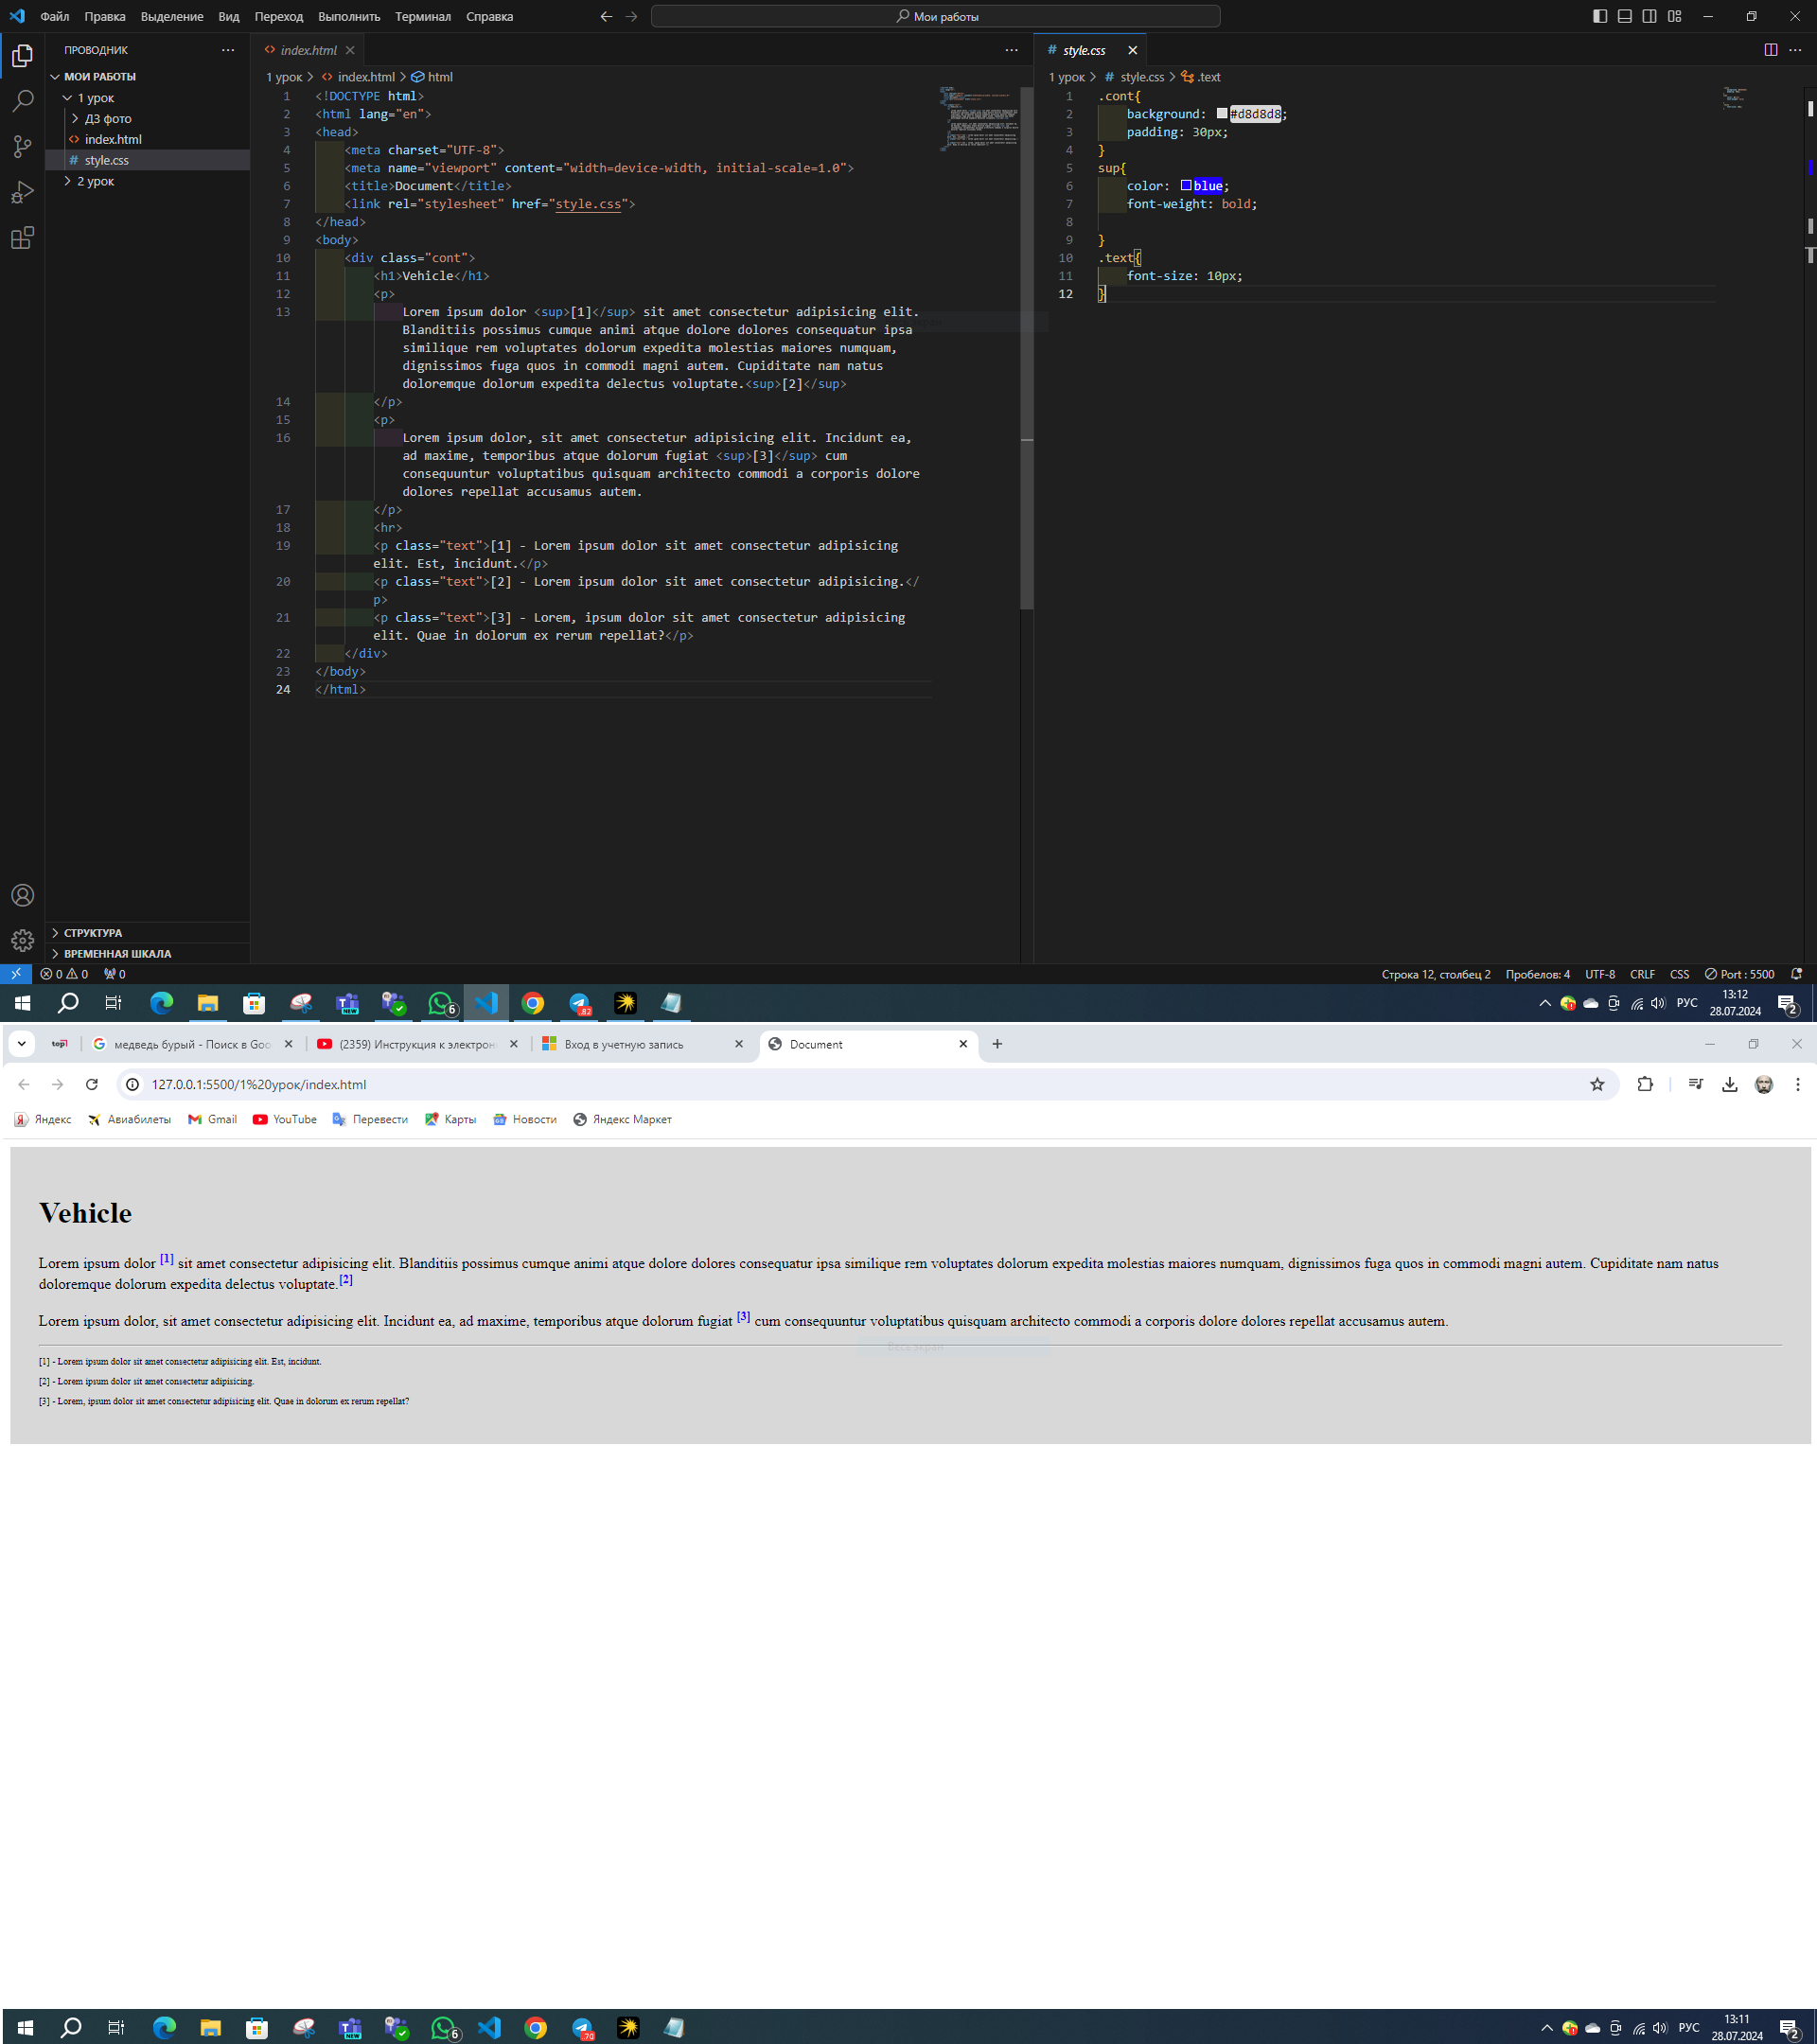 Файл Правка Выделение Вид Переход Выполнить Терминал Справка
Мои работы
ПРОВОДНИК
МОИ РАБОТЫ
1 урок
ДЗ фото
index.html
style.css
2 урок
СТРУКТУРА
ВРЕМЕННАЯ ШКАЛА
index.html
1 урок > index.html > html
1 <!DOCTYPE html>
2 <html lang="en">
3 <head>
4 <meta charset="UTF-8">
5 <meta name="viewport" content="width=device-width, initial-scale=1.0">
6 <title>Document</title>
7 <link rel="stylesheet" href="style.css">
8 </head>
9 <body>
10 <div class="cont">
11 <h1>Vehicle</h1>
12 <p>
13 Lorem ipsum dolor <sup>[1]</sup> sit amet consectetur adipisicing elit.
Blanditiis possimus cumque animi atque dolore dolores consequatur ipsa
similique rem voluptates dolorum expedita molestias maiores numquam,
dignissimos fuga quos in commodi magni autem. Cupiditate nam natus
doloremque dolorum expedita delectus voluptate.<sup>[2]</sup>
14 </p>
15 <p>
16 Lorem ipsum dolor, sit amet consectetur adipisicing elit. Incidunt ea,
ad maxime, temporibus atque dolorum fugiat <sup>[3]</sup> cum
consequuntur voluptatibus quisquam architecto commodi a corporis dolore
dolores repellat accusamus autem.
17 </p>
18 <hr>
19 <p class="text">[1] - Lorem ipsum dolor sit amet consectetur adipisicing
elit. Est, incidunt.</p>
20 <p class="text">[2] - Lorem ipsum dolor sit amet consectetur adipisicing.</
p>
21 <p class="text">[3] - Lorem, ipsum dolor sit amet consectetur adipisicing
elit. Quae in dolorum ex rerum repellat?</p>
22 </div>
23 </body>
24 </html>
style.css
1 урок > style.css > .text
1 .cont{
2 background: #d8d8d8;
3 padding: 30px;
4 }
5 sup{
6 color: blue;
7 font-weight: bold;
8
9 }
10 .text{
11 font-size: 10px;
12 }
0 0 0
Строка 12, столбец 2 Пробелов: 4 UTF-8 CRLF CSS Port : 5500
NEW 6 82
РУС 13:12
28.07.2024 2
top1 медведь бурый - Поиск в Goo (2359) Инструкция к электрон Вход в учетную запись Document
127.0.0.1:5500/1%20урок/index.html
Яндекс Авиабилеты Gmail YouTube Перевести Карты Новости Яндекс Маркет
Vehicle
Lorem ipsum dolor [1] sit amet consectetur adipisicing elit. Blanditiis possimus cumque animi atque dolore dolores consequatur ipsa similique rem voluptates dolorum expedita molestias maiores numquam, dignissimos fuga quos in commodi magni autem. Cupiditate nam natus
doloremque dolorum expedita delectus voluptate.[2]
Lorem ipsum dolor, sit amet consectetur adipisicing elit. Incidunt ea, ad maxime, temporibus atque dolorum fugiat [3] cum consequuntur voluptatibus quisquam architecto commodi a corporis dolore dolores repellat accusamus autem.
Весь экран
[1] - Lorem ipsum dolor sit amet consectetur adipisicing elit. Est, incidunt.
[2] - Lorem ipsum dolor sit amet consectetur adipisicing.
[3] - Lorem, ipsum dolor sit amet consectetur adipisicing elit. Quae in dolorum ex rerum repellat?
NEW 6 70
РУС 13:11
28.07.2024 2